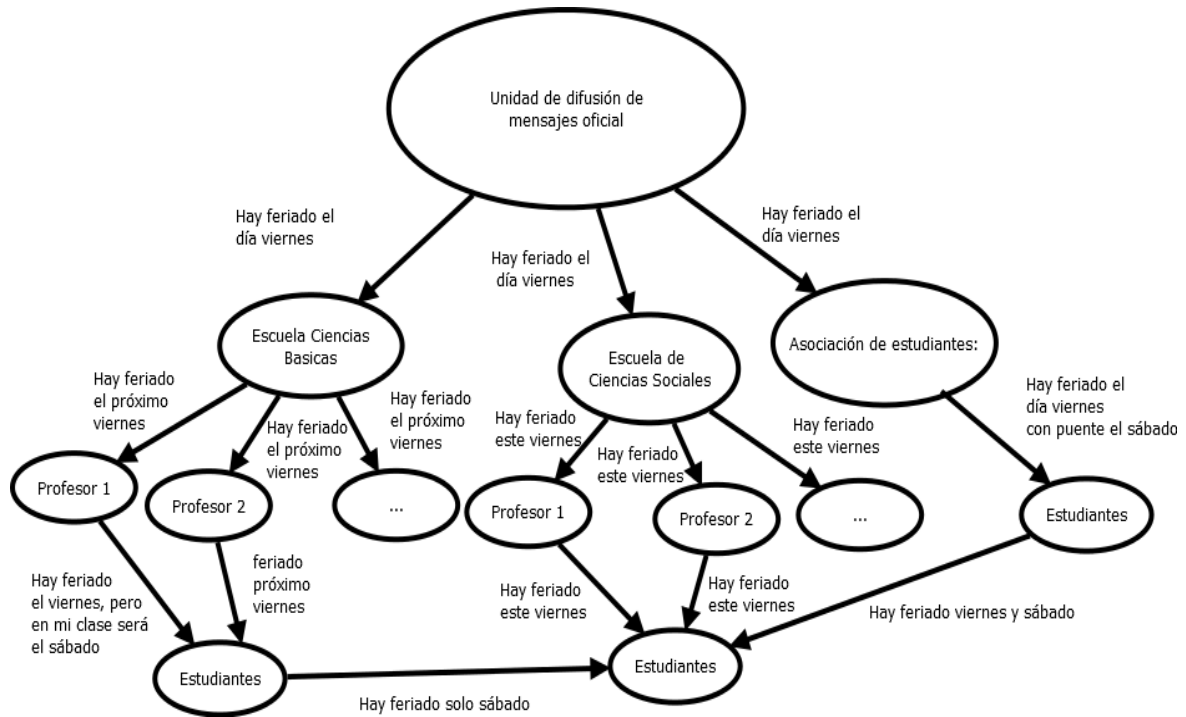 Unidad de difusión de
mensajes oficial
Hay feriado el
día viernes
Hay feriado el
día viernes
Hay feriado el
día viernes
Escuela Ciencias
Basicas
Escuela de
Ciencias Sociales
Asociación de estudiantes:
Hay feriado
el próximo
viernes
Hay feriado
el próximo
viernes
Hay feriado
el próximo
viernes
Hay feriado
este viernes
Hay feriado
este viernes
Hay feriado
este viernes
Hay feriado el
día viernes
con puente el sábado
Profesor 1
Profesor 2
...
Profesor 1
Profesor 2
...
Estudiantes
Hay feriado
el viernes, pero
en mi clase será
el sábado
feriado
próximo
viernes
Hay feriado
este viernes
Hay feriado
este viernes
Hay feriado viernes y sábado
Estudiantes
Hay feriado solo sábado
Estudiantes